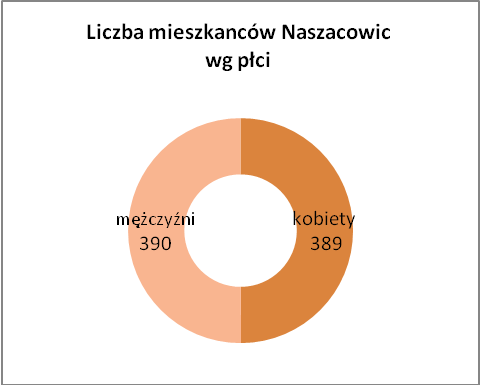 Liczba mieszkanców Naszacowic
wg płci
mężczyźni
390
kobiety
389